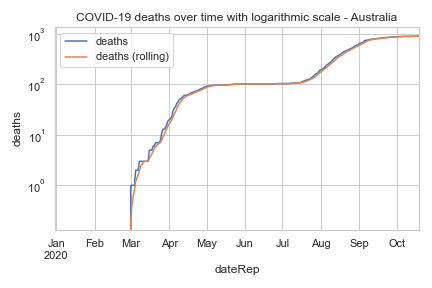 COVID-19 deaths over time with logarithmic scale - Australia
deaths
deaths (rolling)
10³
10²
10¹
10⁰
deaths
Jan Feb Mar Apr May Jun Jul Aug Sep Oct
2020
dateRep